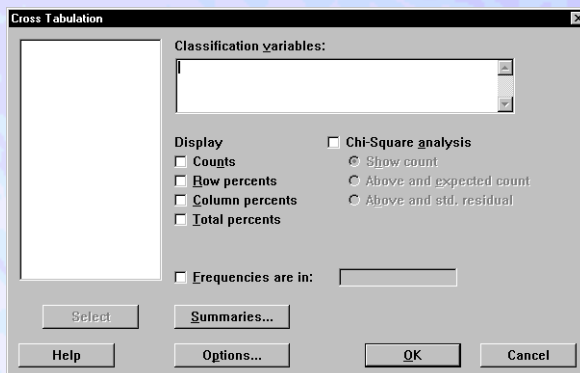 Cross Tabulation
Classification variables:
Display
Counts
Row percents
Column percents
Total percents
Chi-Square analysis
Show count
Above and expected count
Above and std. residual
Frequencies are in:
Select
Summaries...
Help
Options...
OK
Cancel